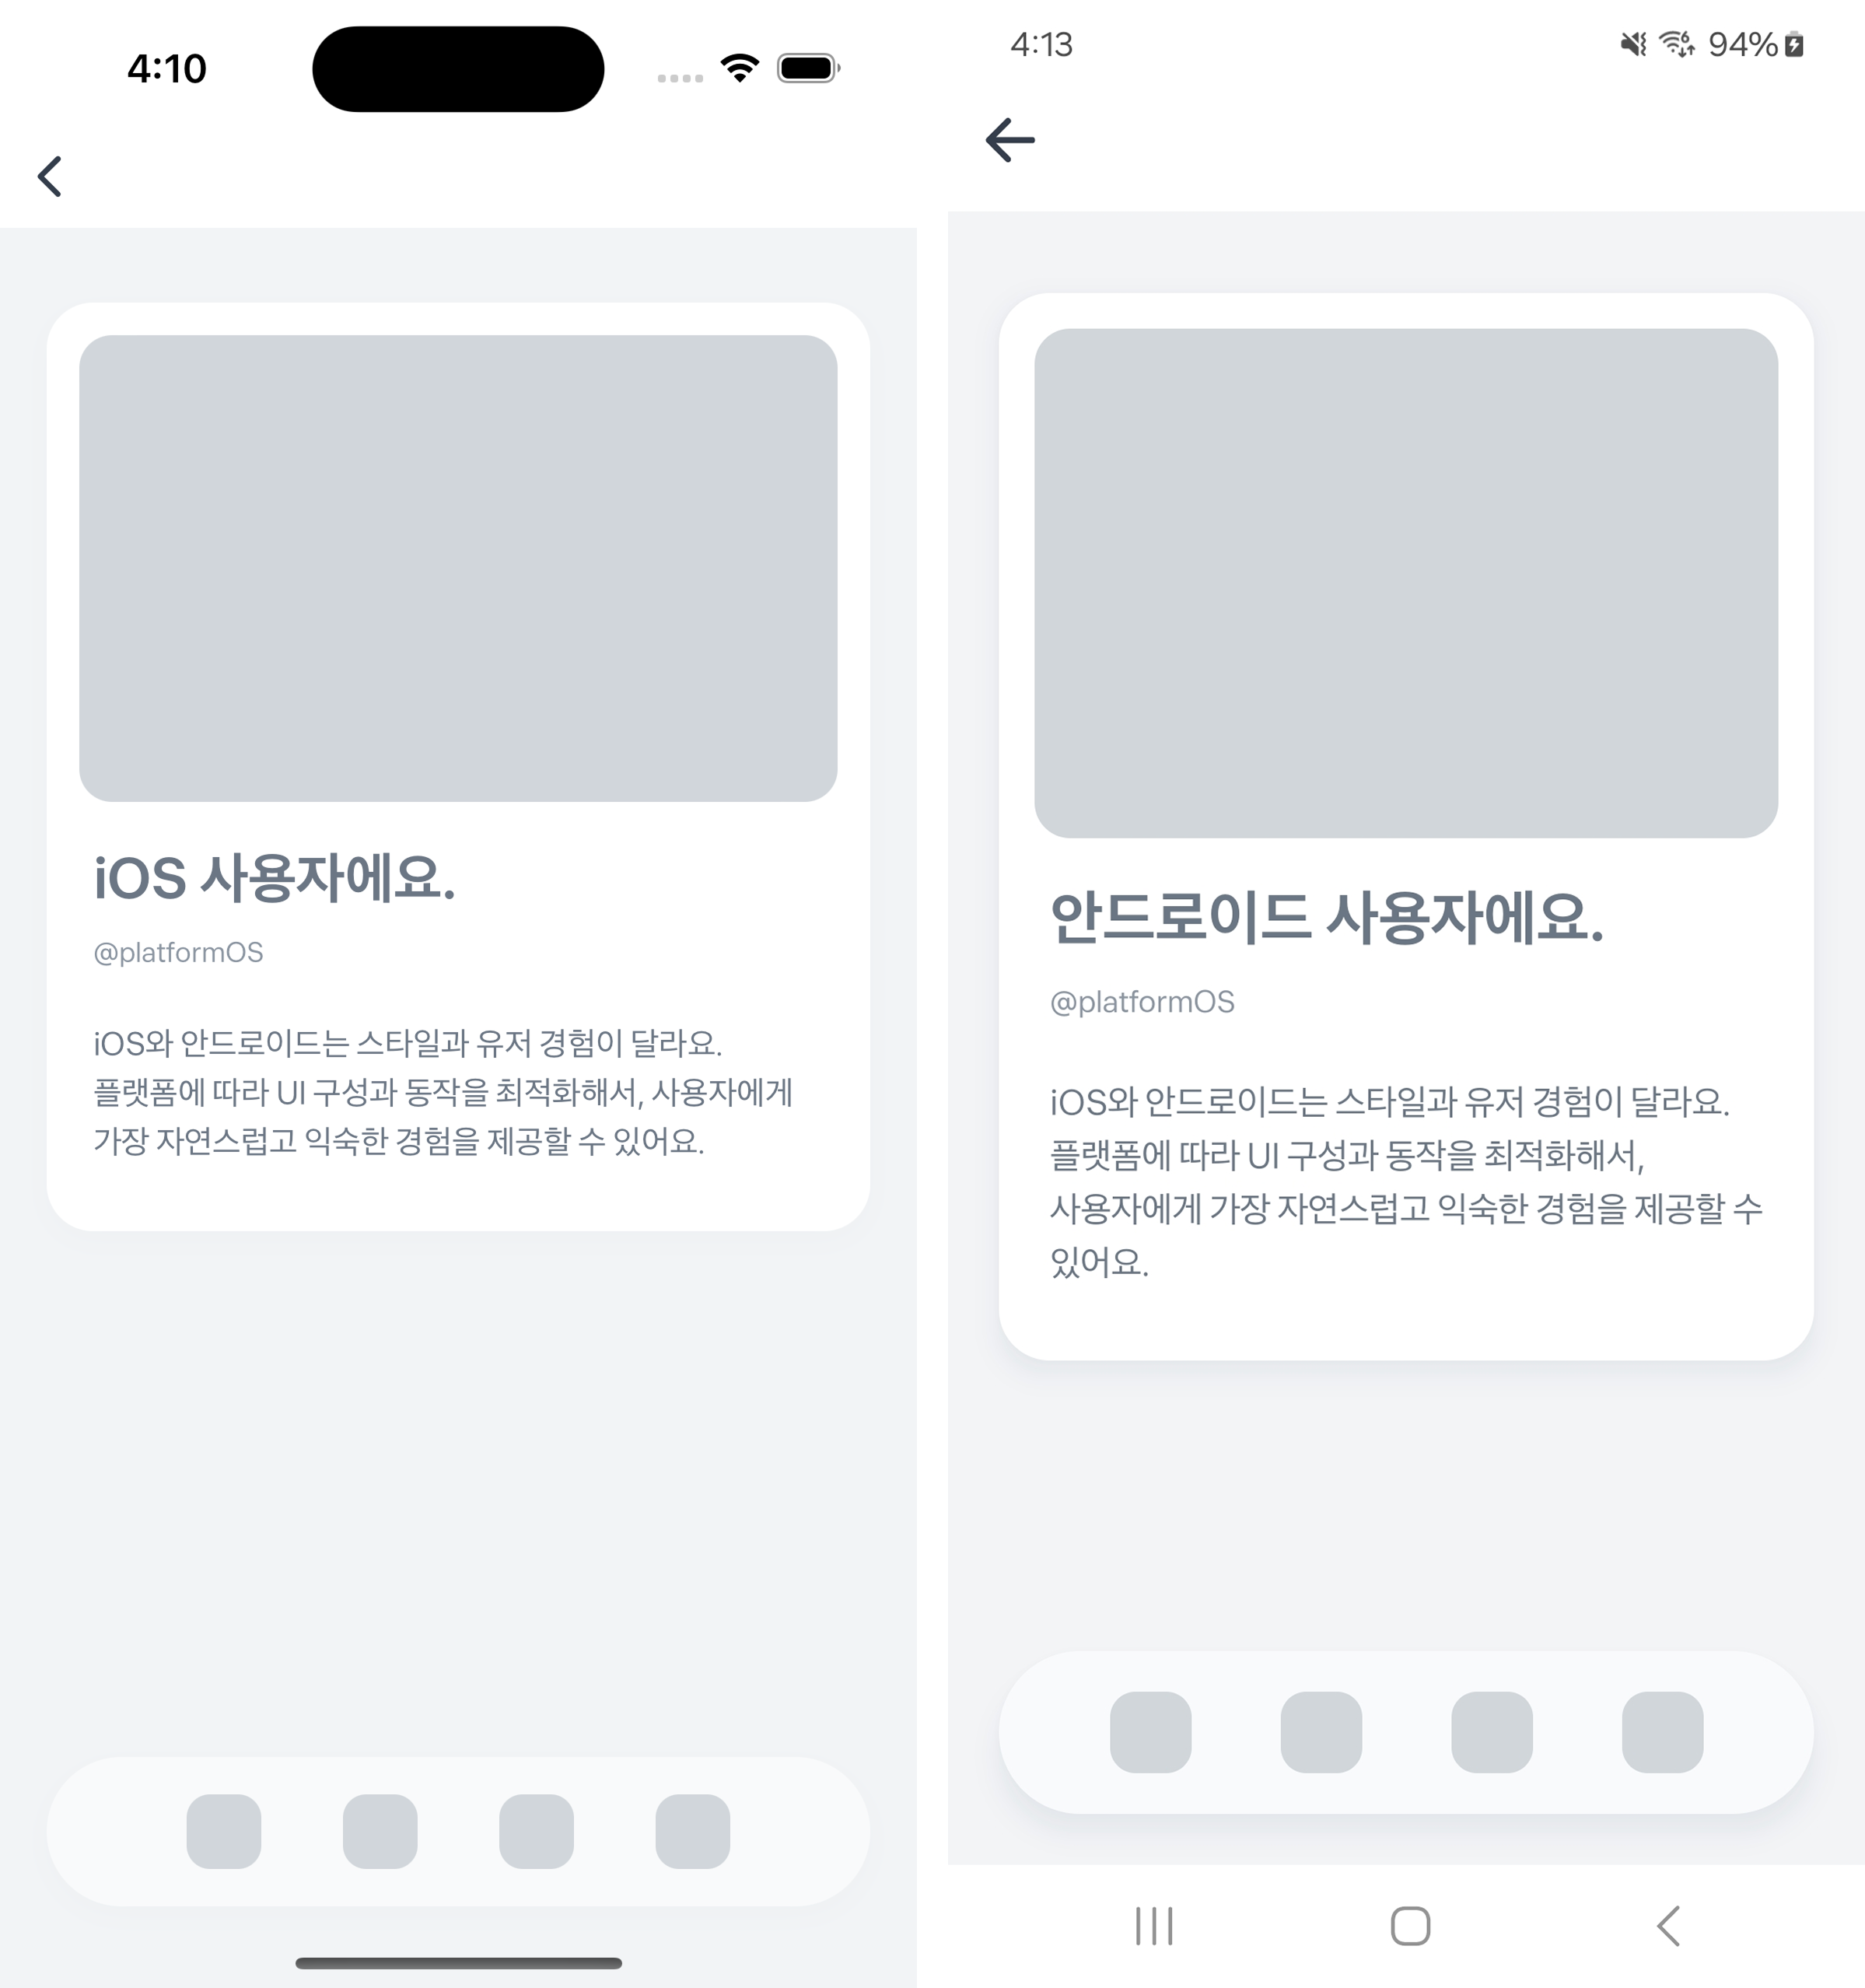 4:10
iOS 사용자에요.
@platformOS
iOS와 안드로이드는 스타일과 유저 경험이 달라요.
플랫폼에 따라 UI 구성과 동작을 최적화해서, 사용자에게
가장 자연스럽고 익숙한 경험을 제공할 수 있어요.
4:13
6
94%
안드로이드 사용자에요.
@platformOS
iOS와 안드로이드는 스타일과 유저 경험이 달라요.
플랫폼에 따라 UI 구성과 동작을 최적화해서,
사용자에게 가장 자연스럽고 익숙한 경험을 제공할 수
있어요.